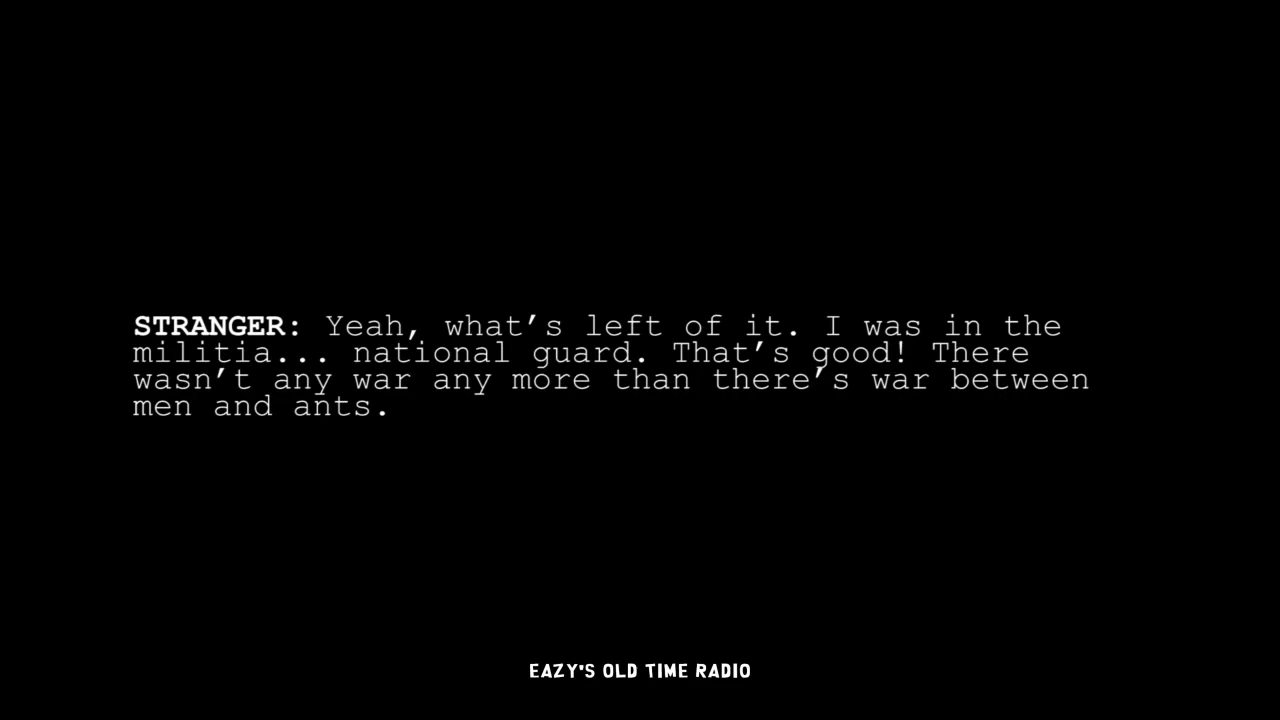 STRANGER: Yeah, what’s left of it. I was in the
militia... national guard. That’s good! There
wasn’t any war any more than there’s war between
men and ants.
EAZY'S OLD TIME RADIO